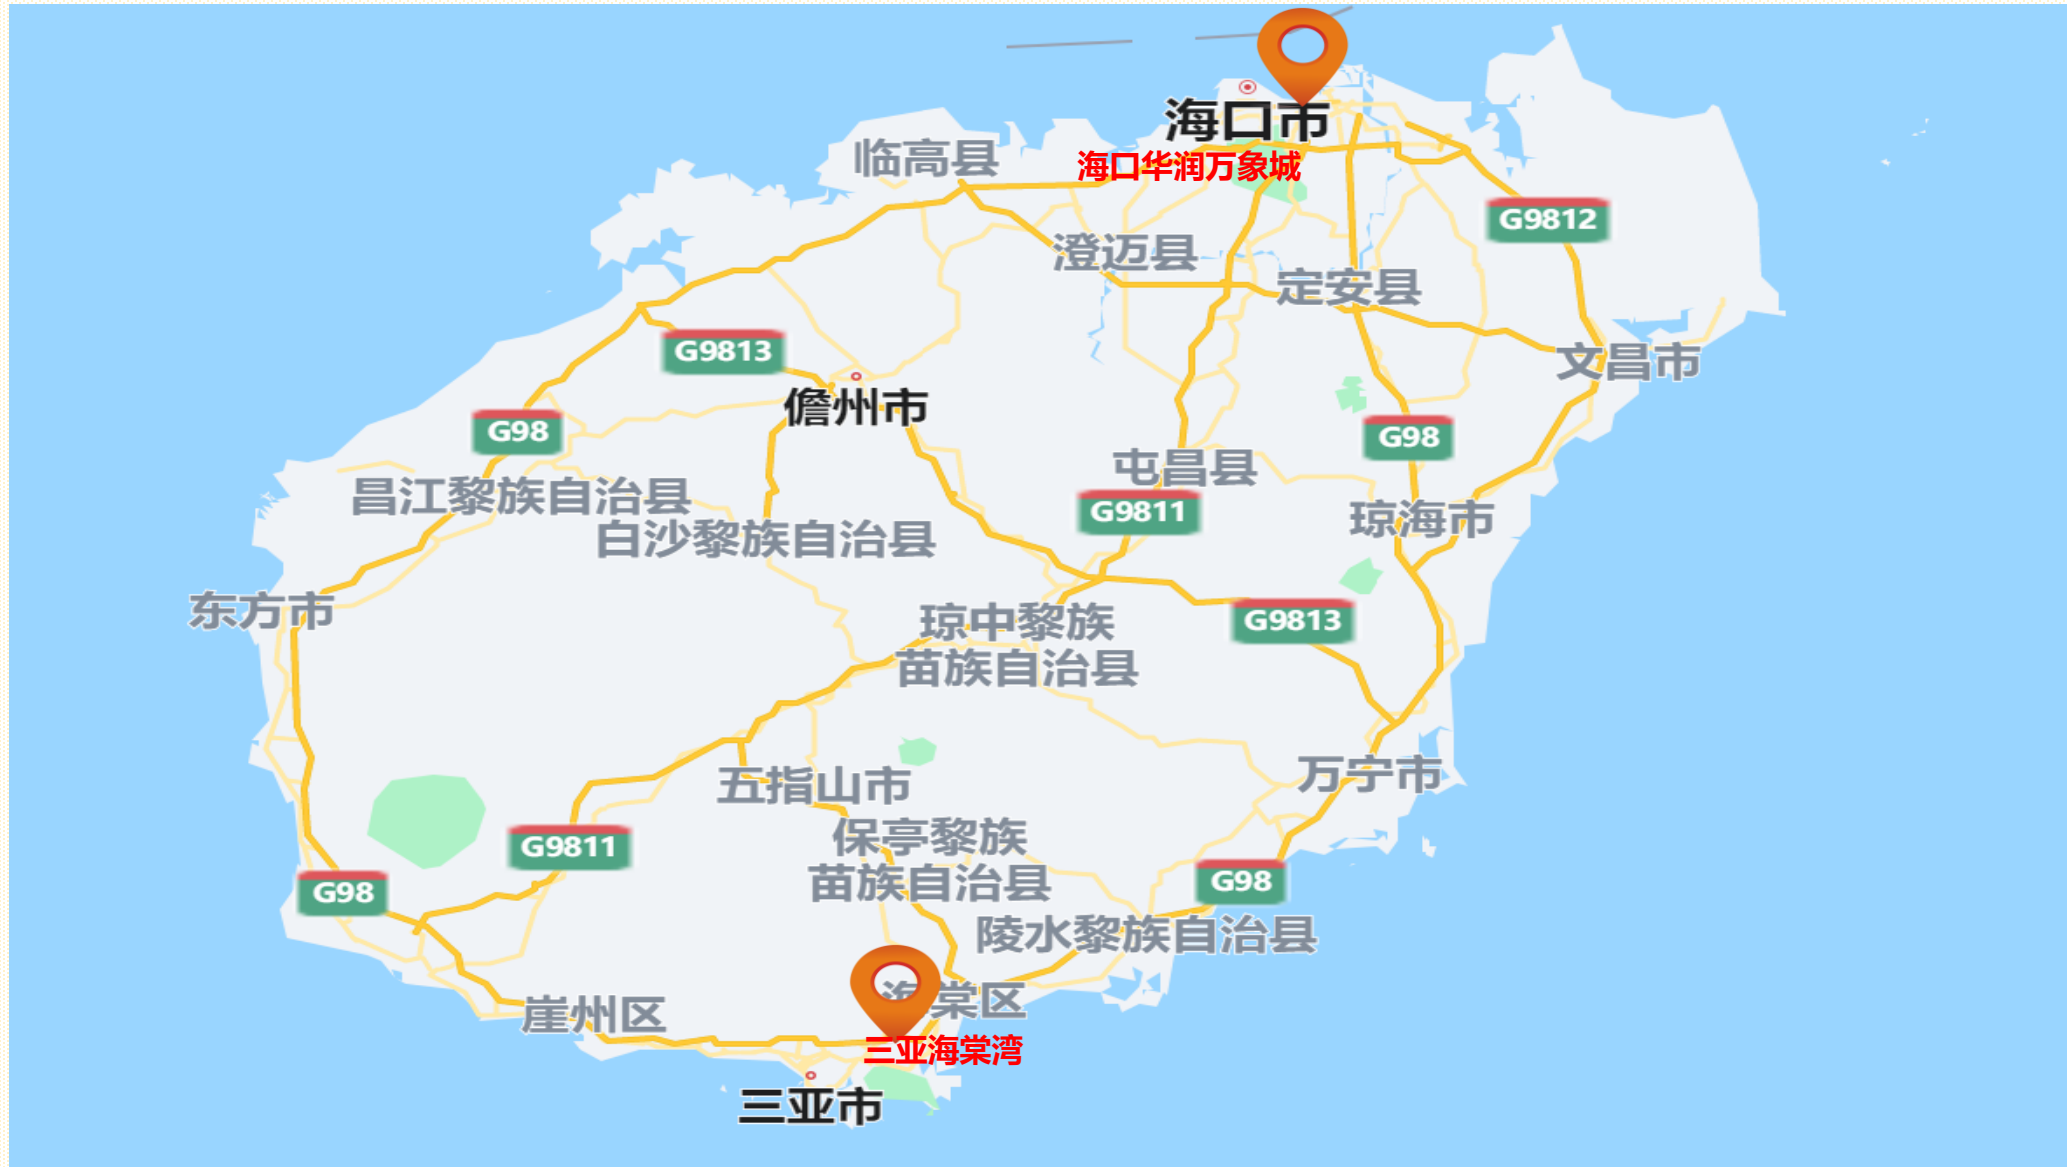 海口市
临高县
海口华润万象城
G9812
澄迈县
定安县
G9813
文昌市
儋州市
G98
G98
屯昌县
昌江黎族自治县
G9811
琼海市
白沙黎族自治县
东方市
琼中黎族
苗族自治县
G9813
万宁市
五指山市
保亭黎族
苗族自治县
G9811
G98
G98
陵水黎族自治县
海棠区
崖州区
三亚海棠湾
三亚市